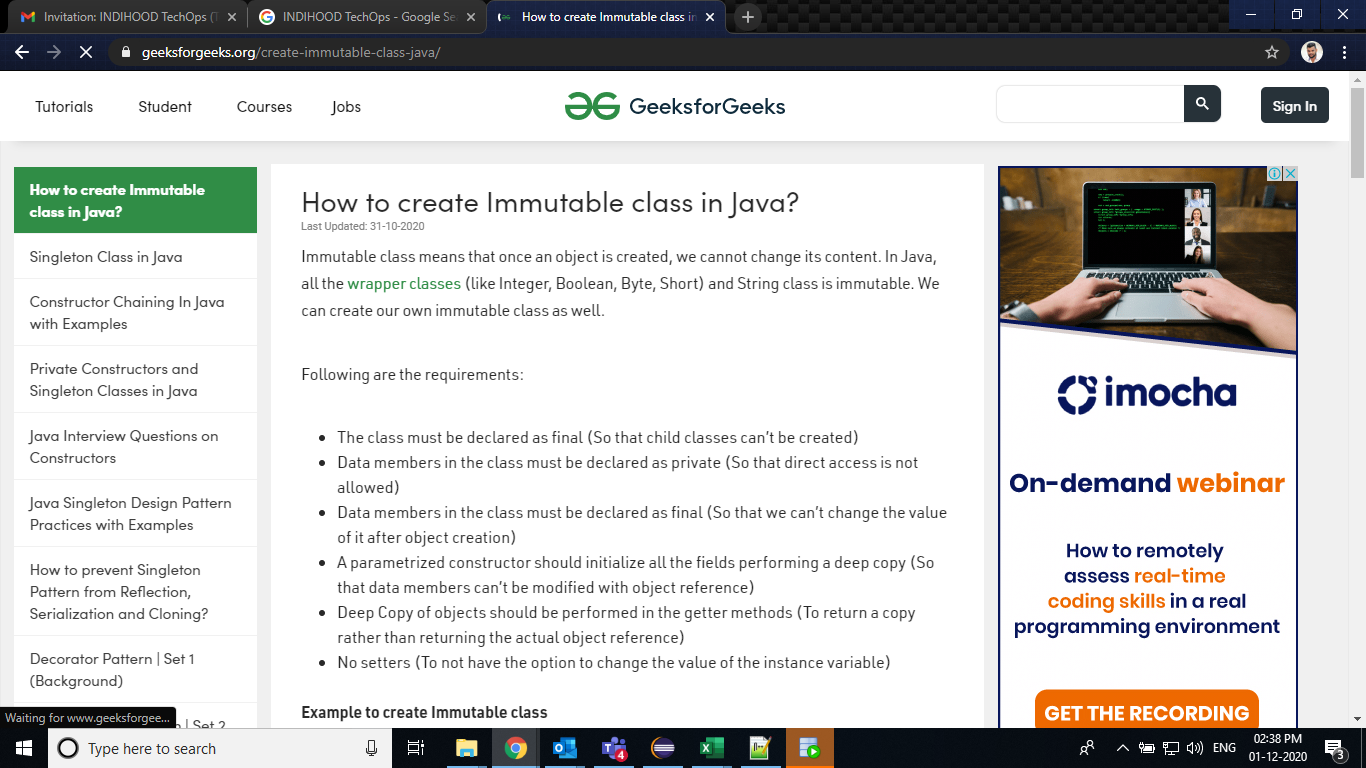 Invitation: INDIHOOD TechOps (T
INDIHOOD TechOps - Google Se
How to create Immutable class in
geeksforgeeks.org/create-immutable-class-java/
Tutorials
Student
Courses
Jobs
GeeksforGeeks
Sign In
How to create Immutable
class in Java?
Singleton Class in Java
Constructor Chaining In Java
with Examples
Private Constructors and
Singleton Classes in Java
Java Interview Questions on
Constructors
Java Singleton Design Pattern
Practices with Examples
How to prevent Singleton
Pattern from Reflection,
Serialization and Cloning?
Decorator Pattern | Set 1
(Background)
| Set 2
How to create Immutable class in Java?
Last Updated: 31-10-2020
Immutable class means that once an object is created, we cannot change its content. In Java,
all the wrapper classes (like Integer, Boolean, Byte, Short) and String class is immutable. We
can create our own immutable class as well.
Following are the requirements:
• The class must be declared as final (So that child classes can't be created)
• Data members in the class must be declared as private (So that direct access is not
allowed)
• Data members in the class must be declared as final (So that we can't change the value
of it after object creation)
• A parametrized constructor should initialize all the fields performing a deep copy (So
that data members can't be modified with object reference)
• Deep Copy of objects should be performed in the getter methods (To return a copy
rather than returning the actual object reference)
• No setters (To not have the option to change the value of the instance variable)
Example to create Immutable class
imocha
On-demand webinar
How to remotely
assess real-time
coding skills in a real
programming environment
GET THE RECORDING
Waiting for www.geeksforgee...
Type here to search
4
ENG
02:38 PM
01-12-2020
3